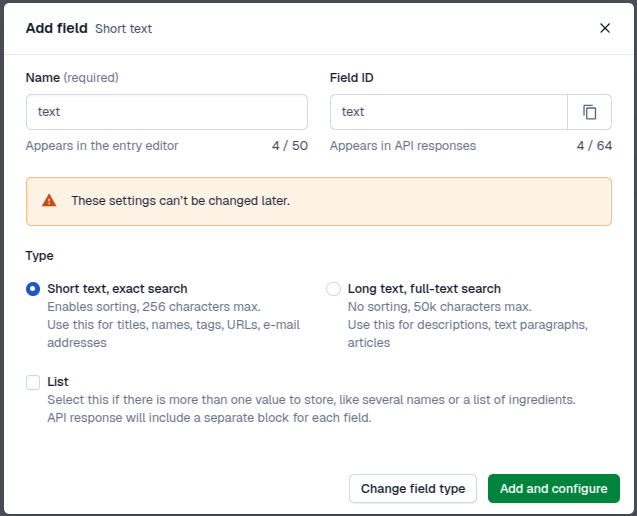 Add field Short text
Name (required)
Field ID
text
text
Appears in the entry editor 4 / 50
Appears in API responses 4 / 64
These settings can't be changed later.
Type
Short text, exact search
Enables sorting, 256 characters max.
Use this for titles, names, tags, URLs, e-mail
addresses
Long text, full-text search
No sorting, 50k characters max.
Use this for descriptions, text paragraphs,
articles
List
Select this if there is more than one value to store, like several names or a list of ingredients.
API response will include a separate block for each field.
Change field type
Add and configure